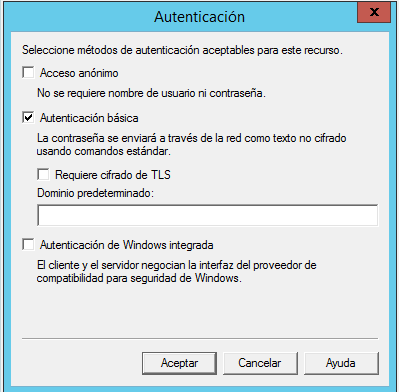 Autenticación
x
Seleccione métodos de autenticación aceptables para este recurso.
Acceso anónimo
No se requiere nombre de usuario ni contraseña.
Autenticación básica
La contraseña se enviará a través de la red como texto no cifrado
usando comandos estándar.
Requiere cifrado de TLS
Dominio predeterminado:
Autenticación de Windows integrada
El cliente y el servidor negocian la interfaz del proveedor de
compatibilidad para seguridad de Windows.
Aceptar
Cancelar
Ayuda